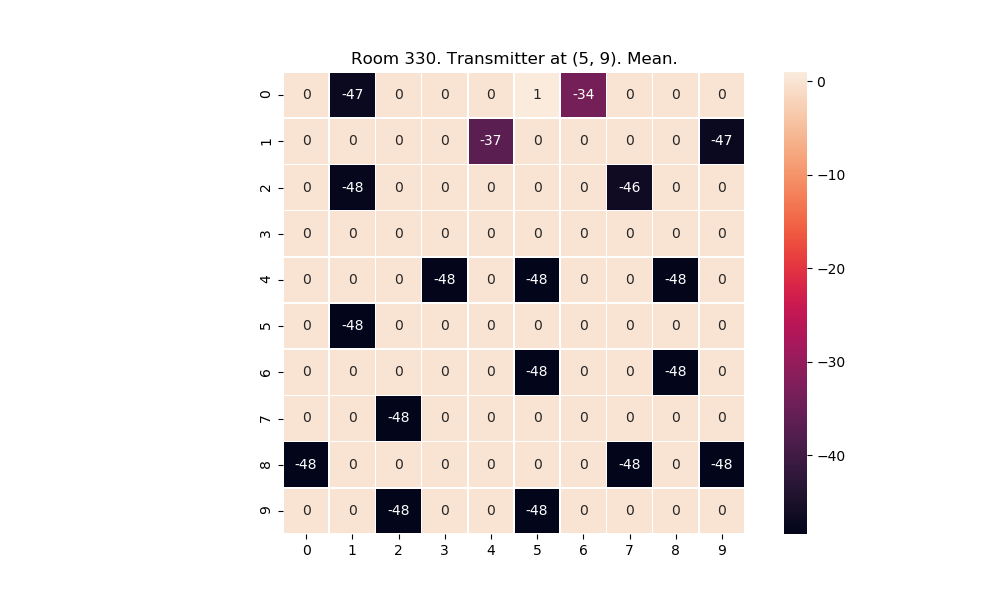 Room 330. Transmitter at (5, 9). Mean.
0 0 -47 0 0 0 1 -34 0 0 0
1 0 0 0 0 -37 0 0 0 0 -47
2 0 -48 0 0 0 0 0 -46 0 0
3 0 0 0 0 0 0 0 0 0 0
4 0 0 0 -48 0 -48 0 0 -48 0
5 0 -48 0 0 0 0 0 0 0 0
6 0 0 0 0 0 -48 0 0 -48 0
7 0 0 -48 0 0 0 0 0 0 0
8 -48 0 0 0 0 0 0 -48 0 -48
9 0 0 -48 0 0 -48 0 0 0 0
0 1 2 3 4 5 6 7 8 9
0
−10
−20
−30
−40